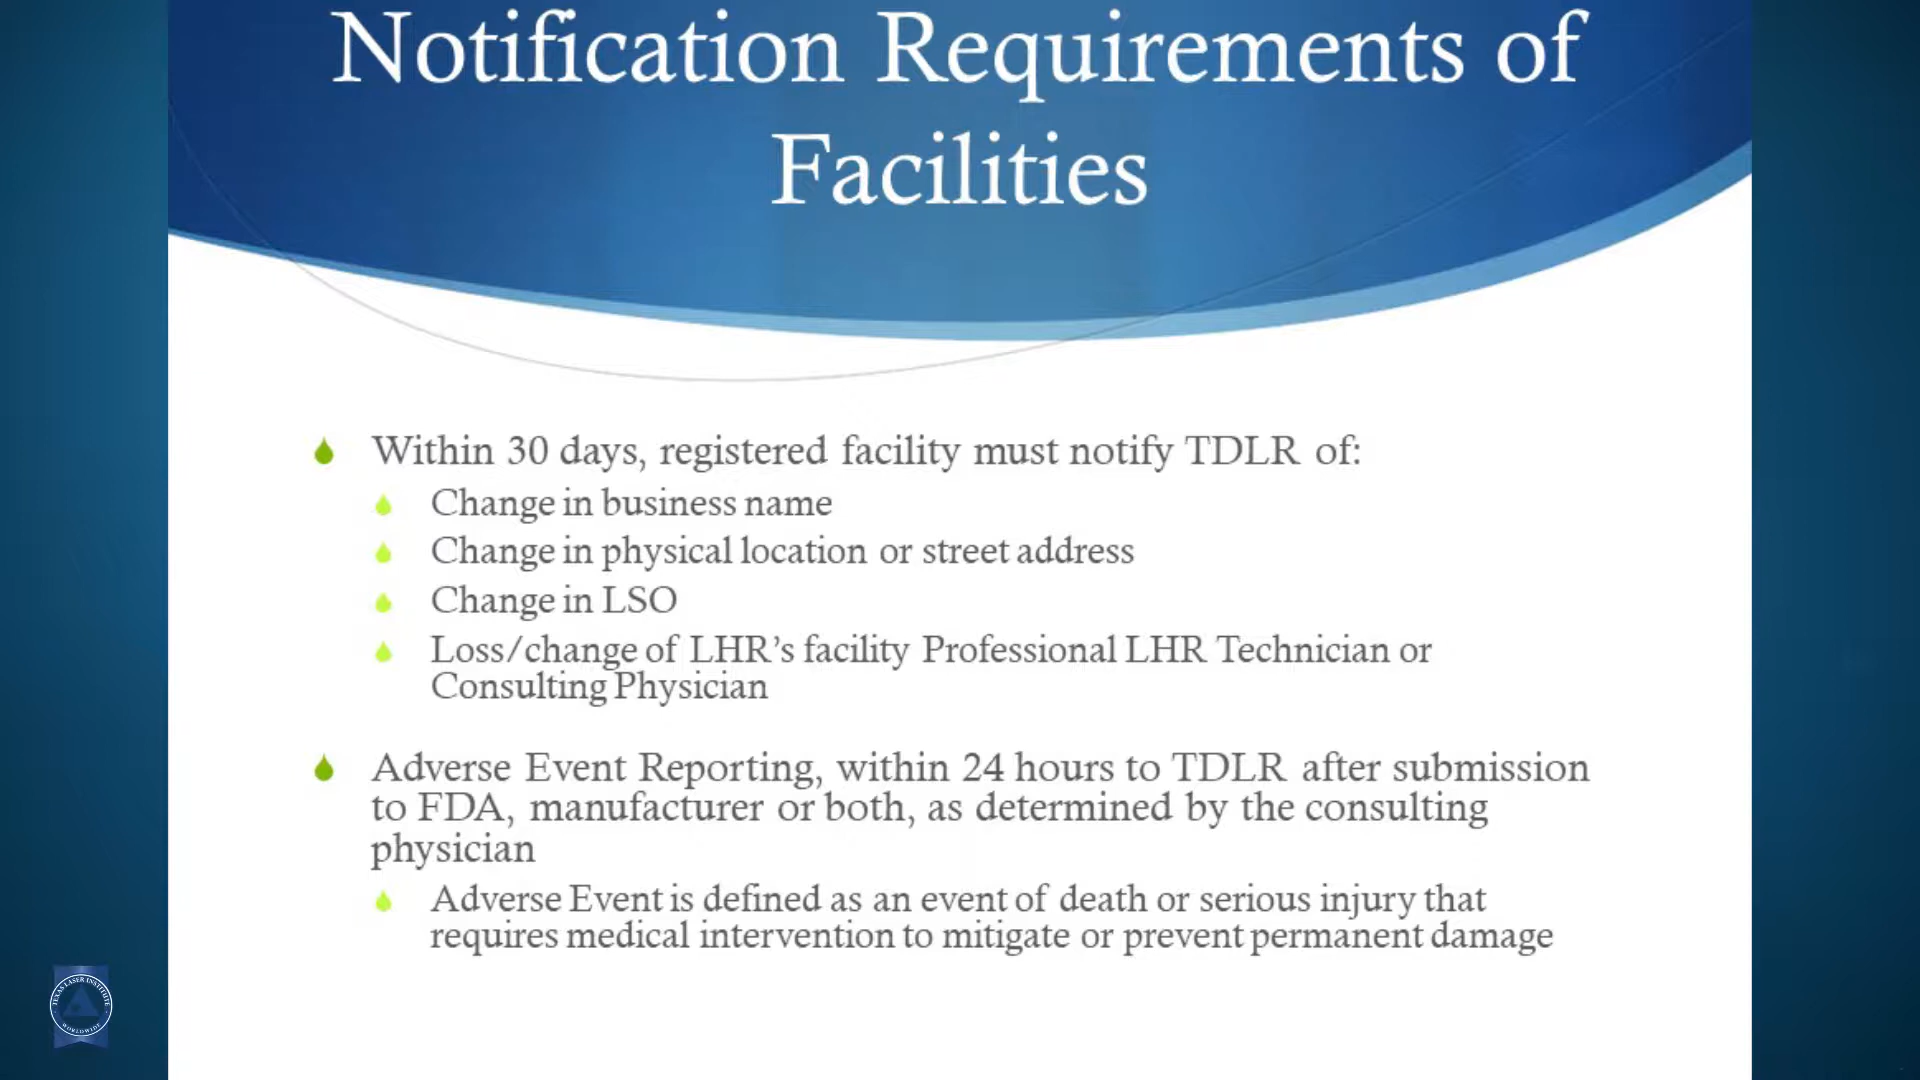 Notification Requirements of
Facilities
Within 30 days, registered facility must notify TDLR of:
Change in business name
Change in physical location or street address
Change in LSO
Loss/change of LHR's facility Professional LHR Technician or
Consulting Physician
Adverse Event Reporting, within 24 hours to TDLR after submission
to FDA, manufacturer or both, as determined by the consulting
physician
Adverse Event is defined as an event of death or serious injury that
requires medical intervention to mitigate or prevent permanent damage
TEXAS LASER INSTITUTE
WORLDWIDE